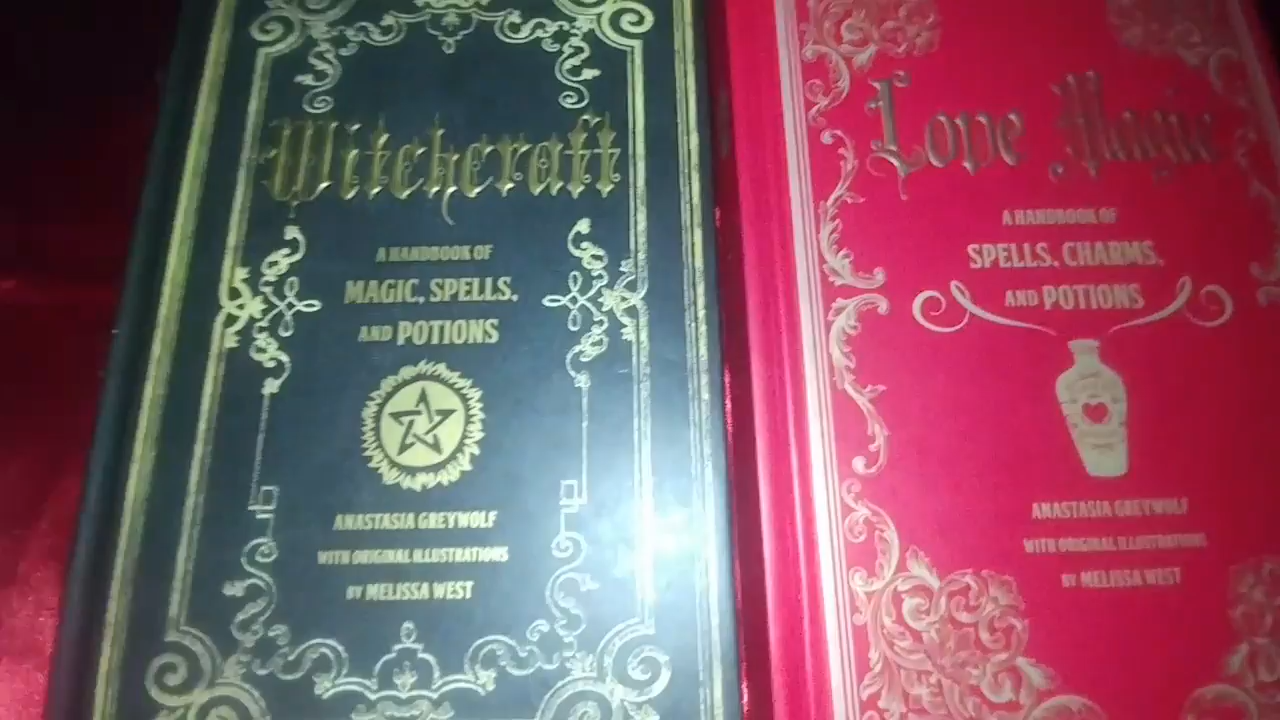 Witchcraft
A HANDBOOK OF
MAGIC, SPELLS,
AND POTIONS
ANASTASIA GREYWOLF
WITH ORIGINAL ILLUSTRATIONS
BY MELISSA WEST
Love Magic
A HANDBOOK OF
SPELLS, CHARMS,
AND POTIONS
ANASTASIA GREYWOLF
WITH ORIGINAL ILLUSTRATIONS
BY MELISSA WEST